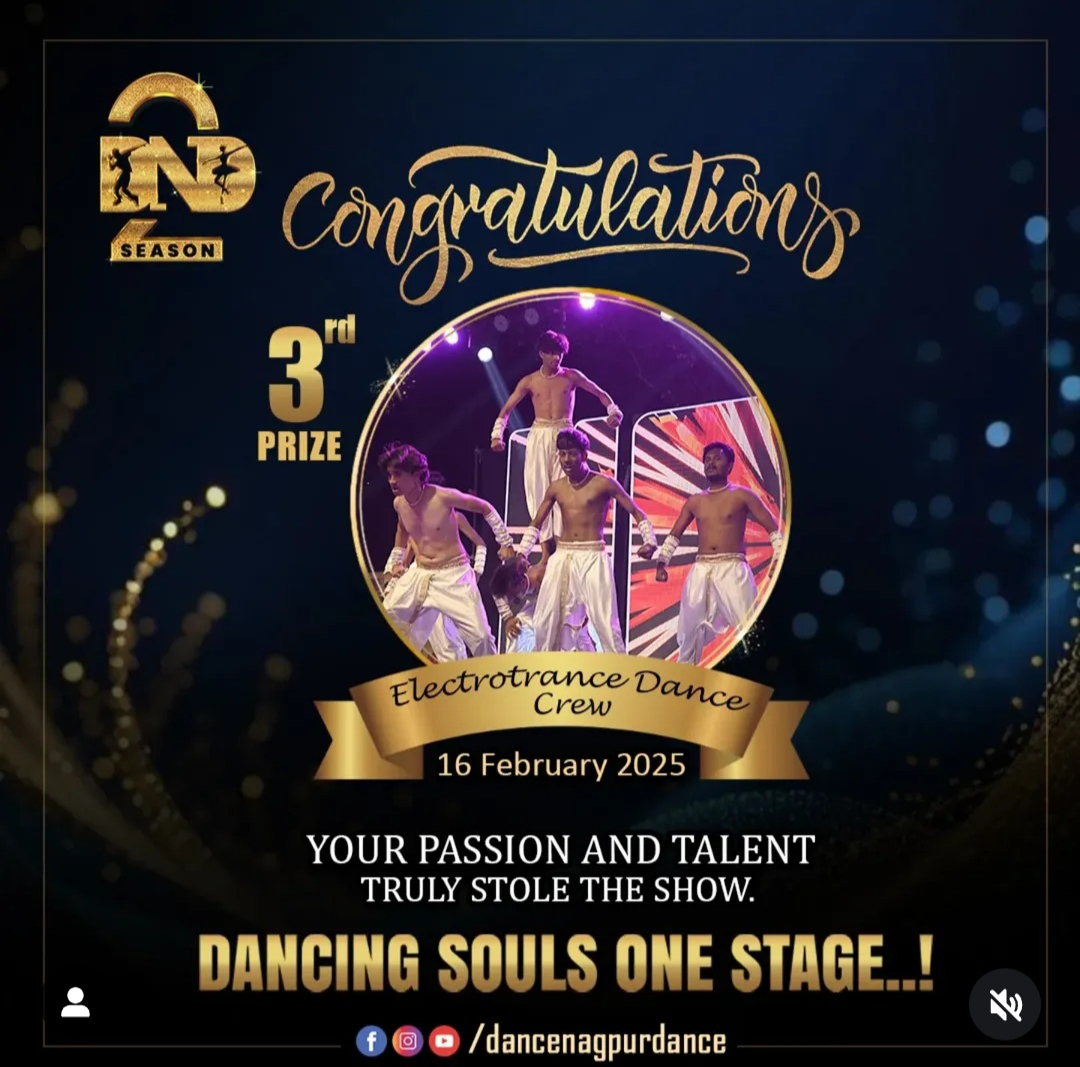 DND
2
SEASON
Congratulations
3rd
PRIZE
Electrotrance Dance
Crew
16 February 2025
YOUR PASSION AND TALENT
TRULY STOLE THE SHOW.
DANCING SOULS ONE STAGE..!
/dancenagpurdance